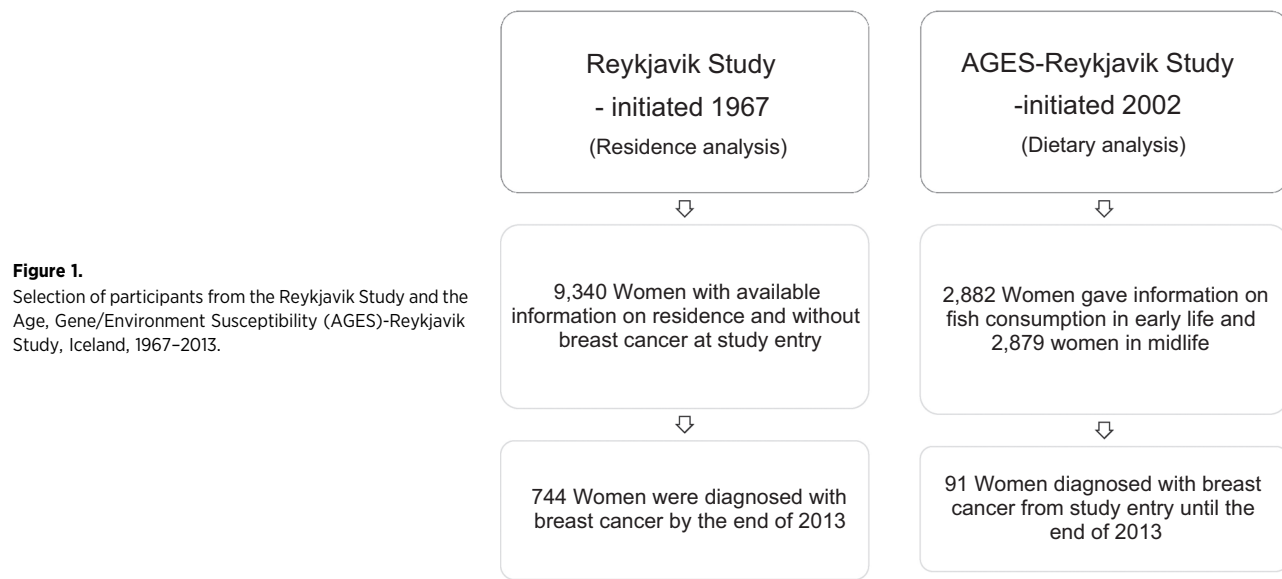 Figure 1.
Selection of participants from the Reykjavik Study and the
Age, Gene/Environment Susceptibility (AGES)-Reykjavik
Study, Iceland, 1967–2013.
Reykjavik Study
- initiated 1967
(Residence analysis)
9,340 Women with available
information on residence and without
breast cancer at study entry
744 Women were diagnosed with
breast cancer by the end of 2013
AGES-Reykjavik Study
-initiated 2002
(Dietary analysis)
2,882 Women gave information on
fish consumption in early life and
2,879 women in midlife
91 Women diagnosed with breast
cancer from study entry until the
end of 2013